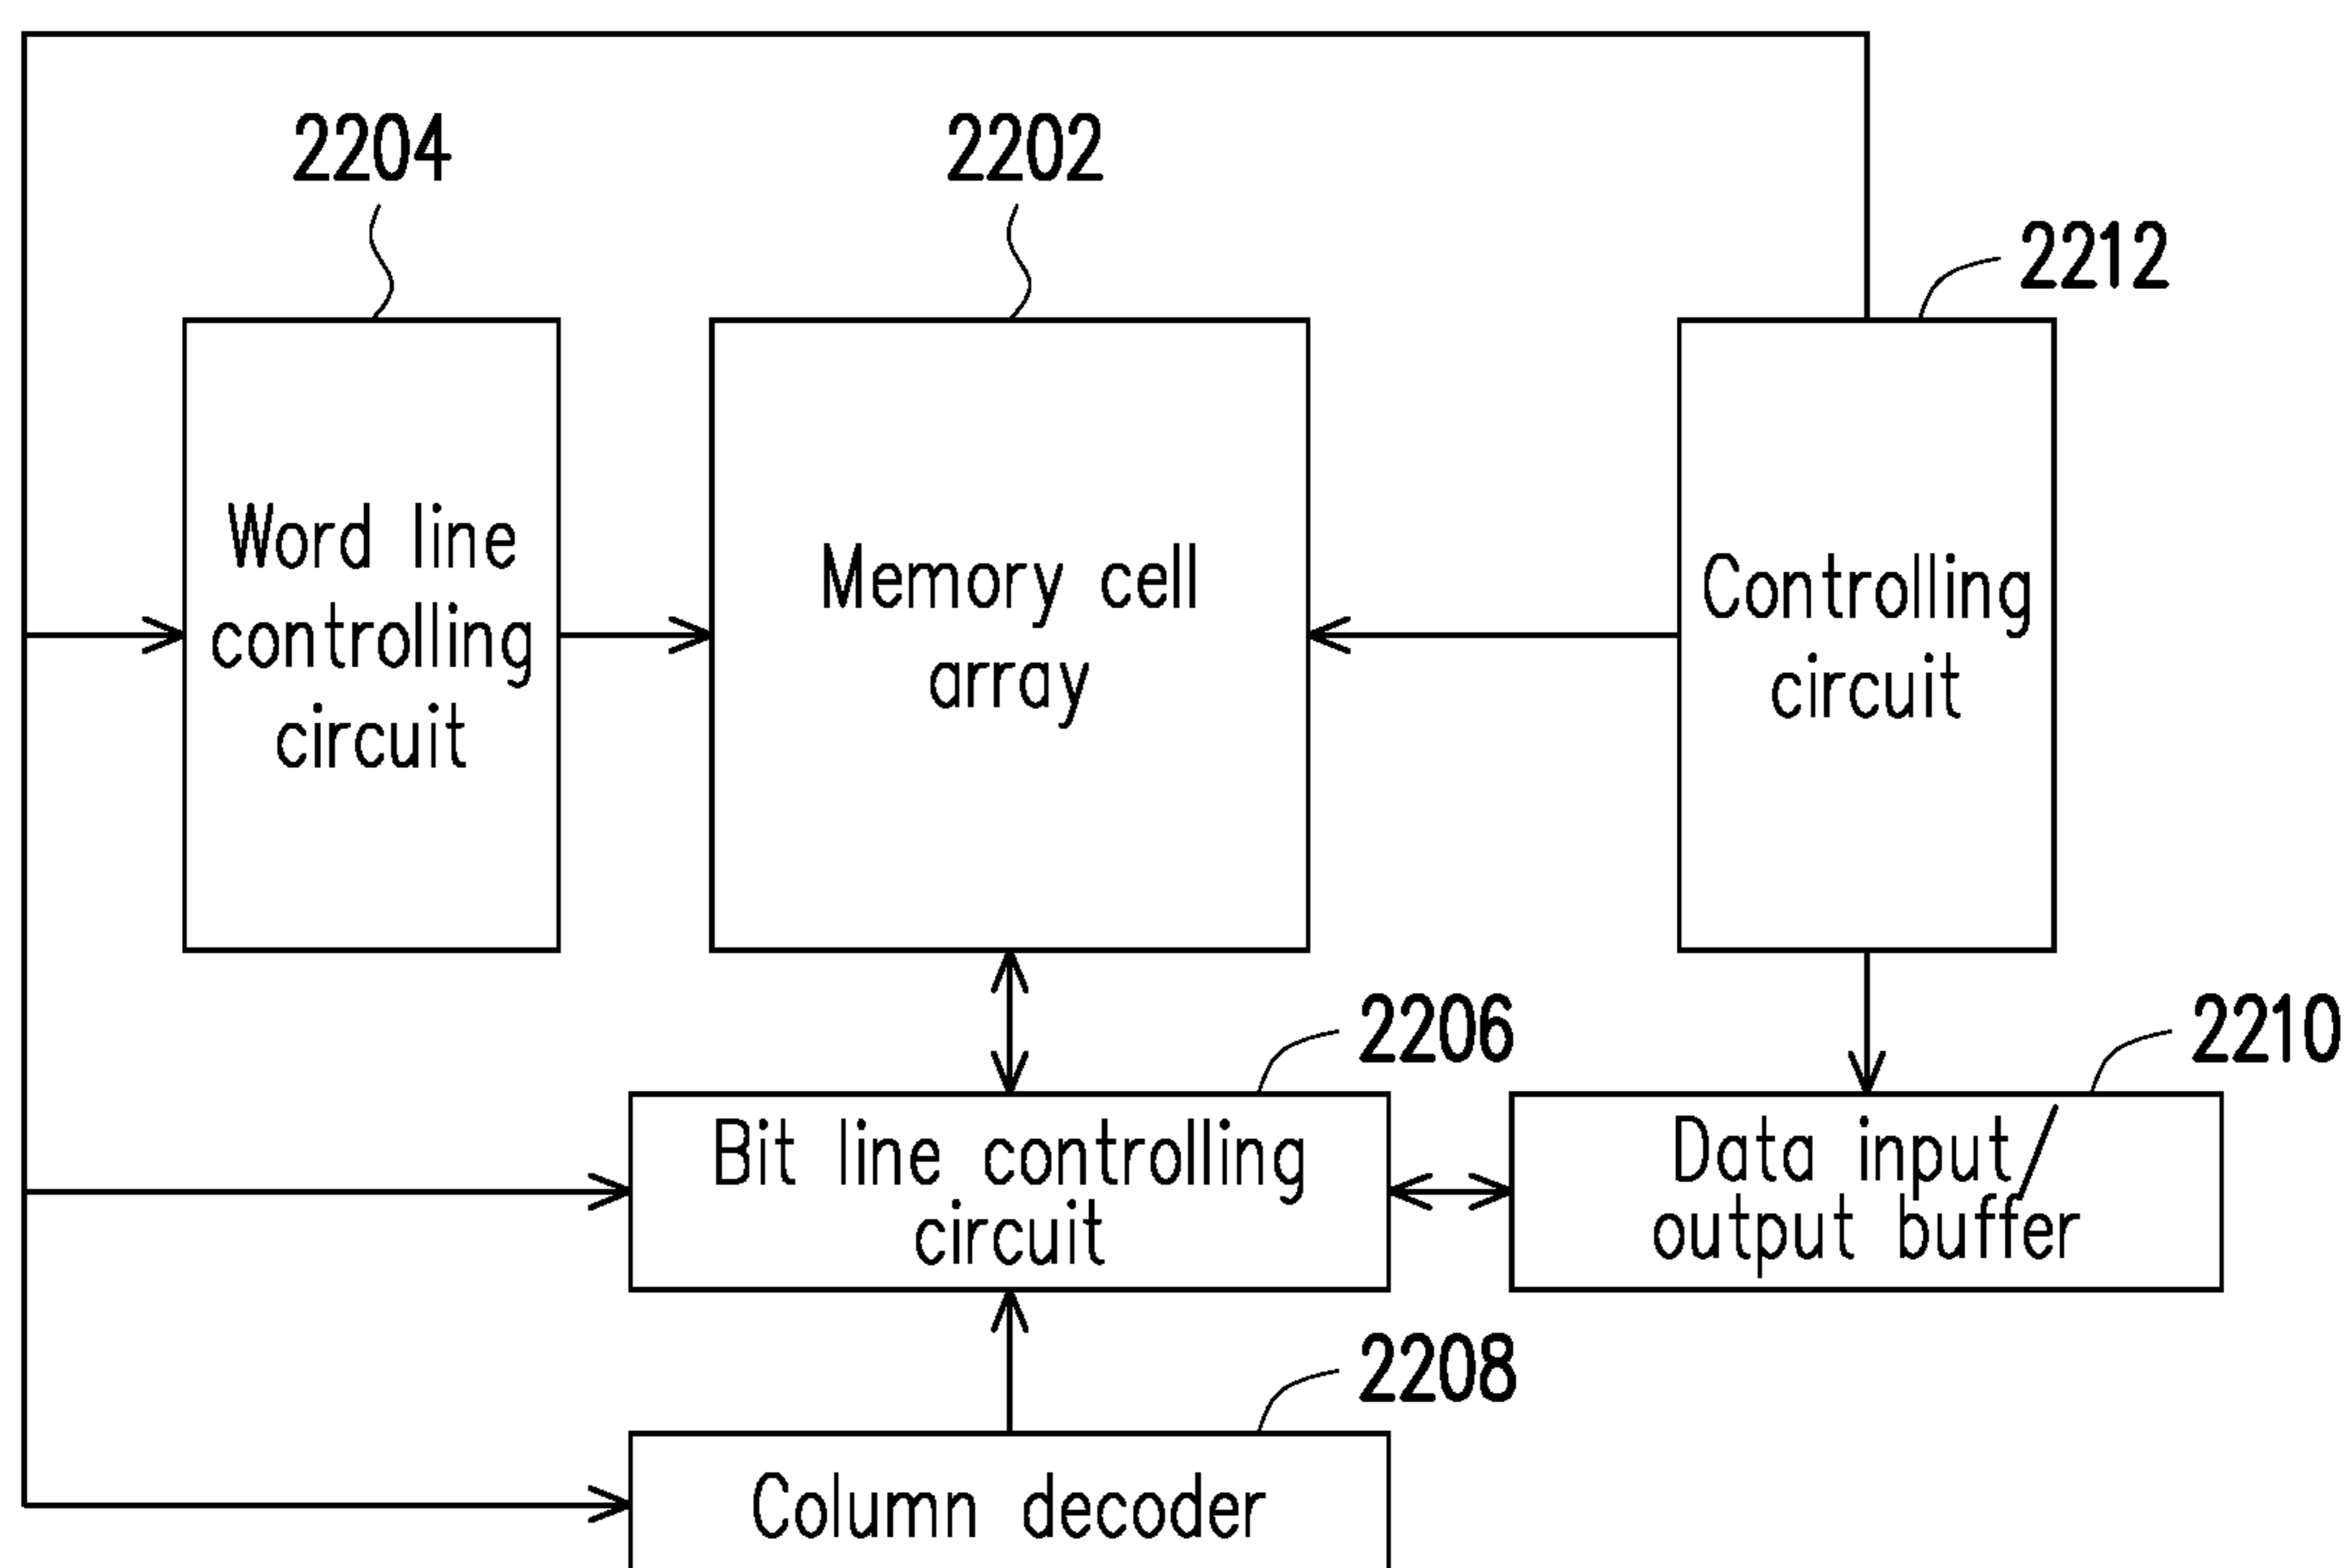 2204
2202
2212
Word line
controlling
circuit
Memory cell
array
Controlling
circuit
2206
2210
Bit line controlling
circuit
Data input/
output buffer
2208
Column decoder